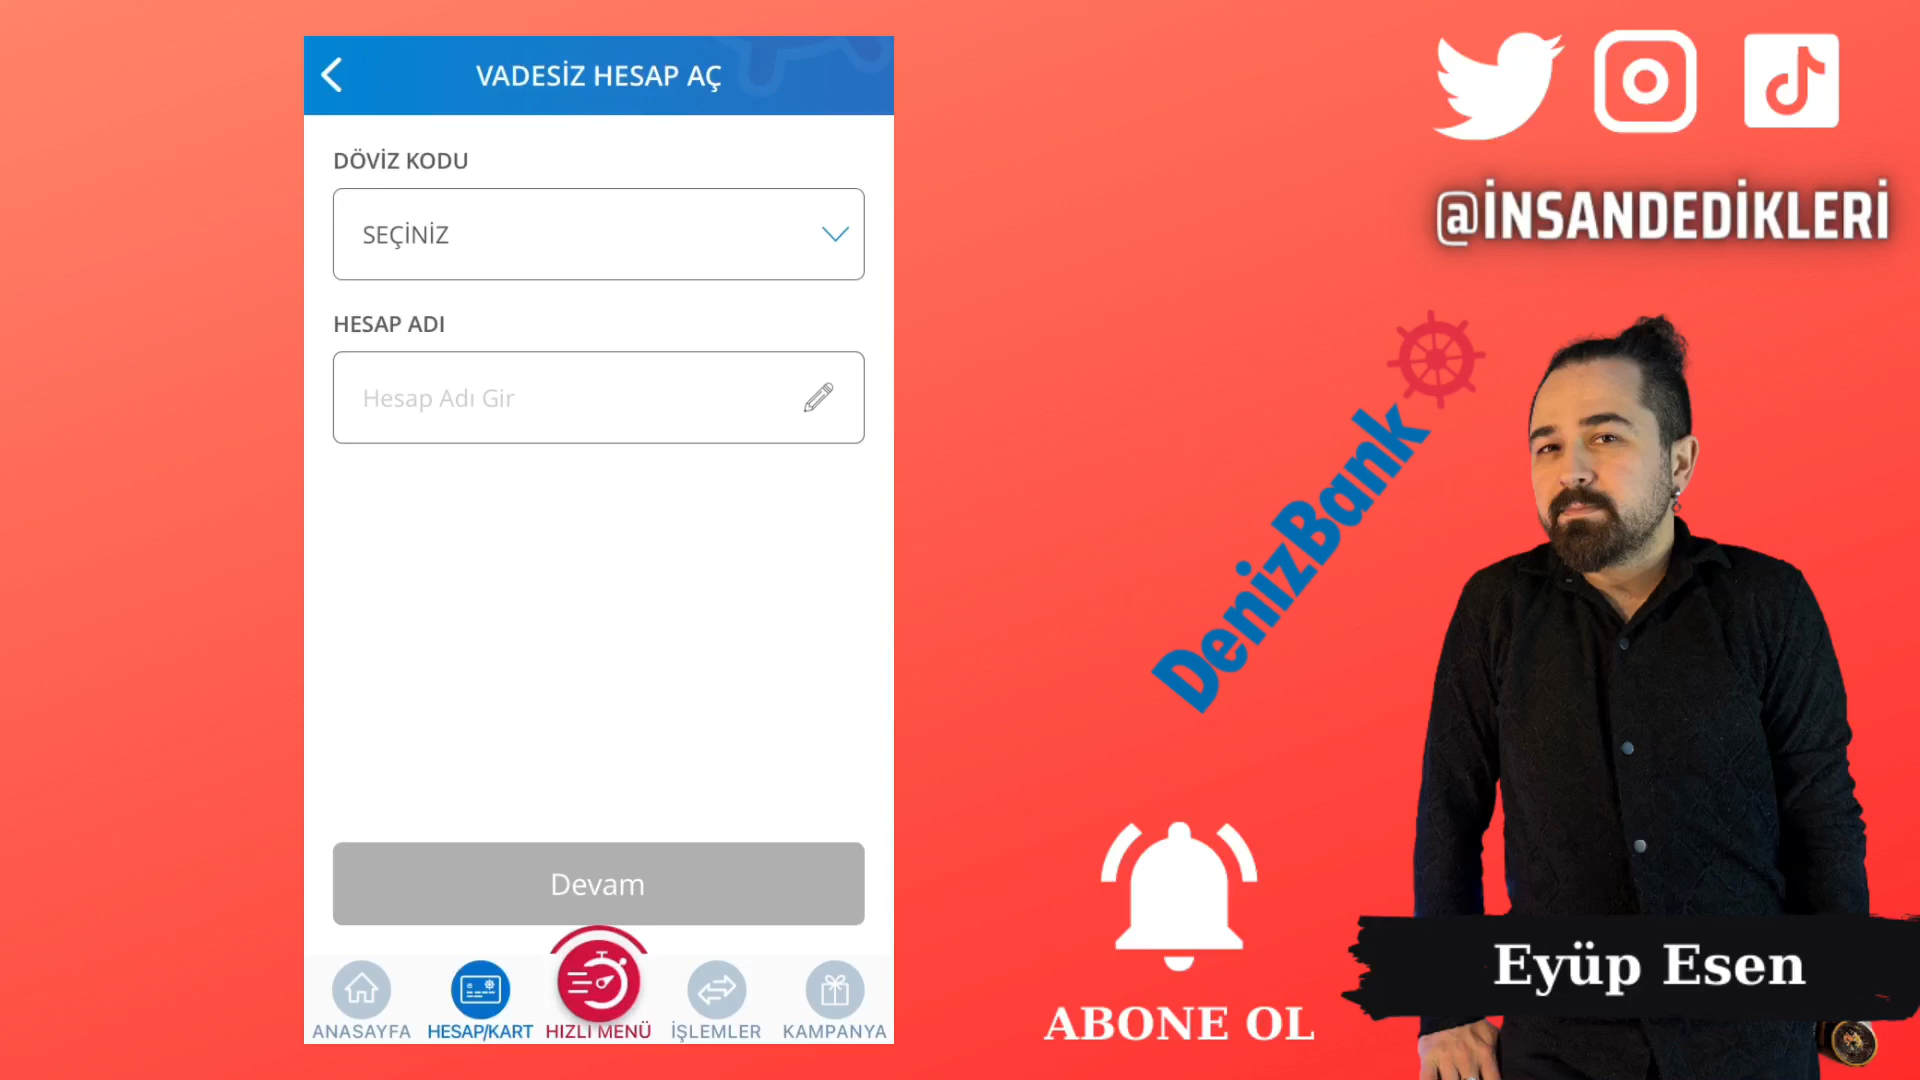 VADESİZ HESAP AÇ
DÖVİZ KODU
SEÇİNİZ
HESAP ADI
Hesap Adı Gir
Devam
ANASAYFA
HESAP/KART
HIZLI MENÜ
İŞLEMLER
KAMPANYA
@İNSANDEDİKLERİ
DenizBank
ABONE OL
Eyüp Esen